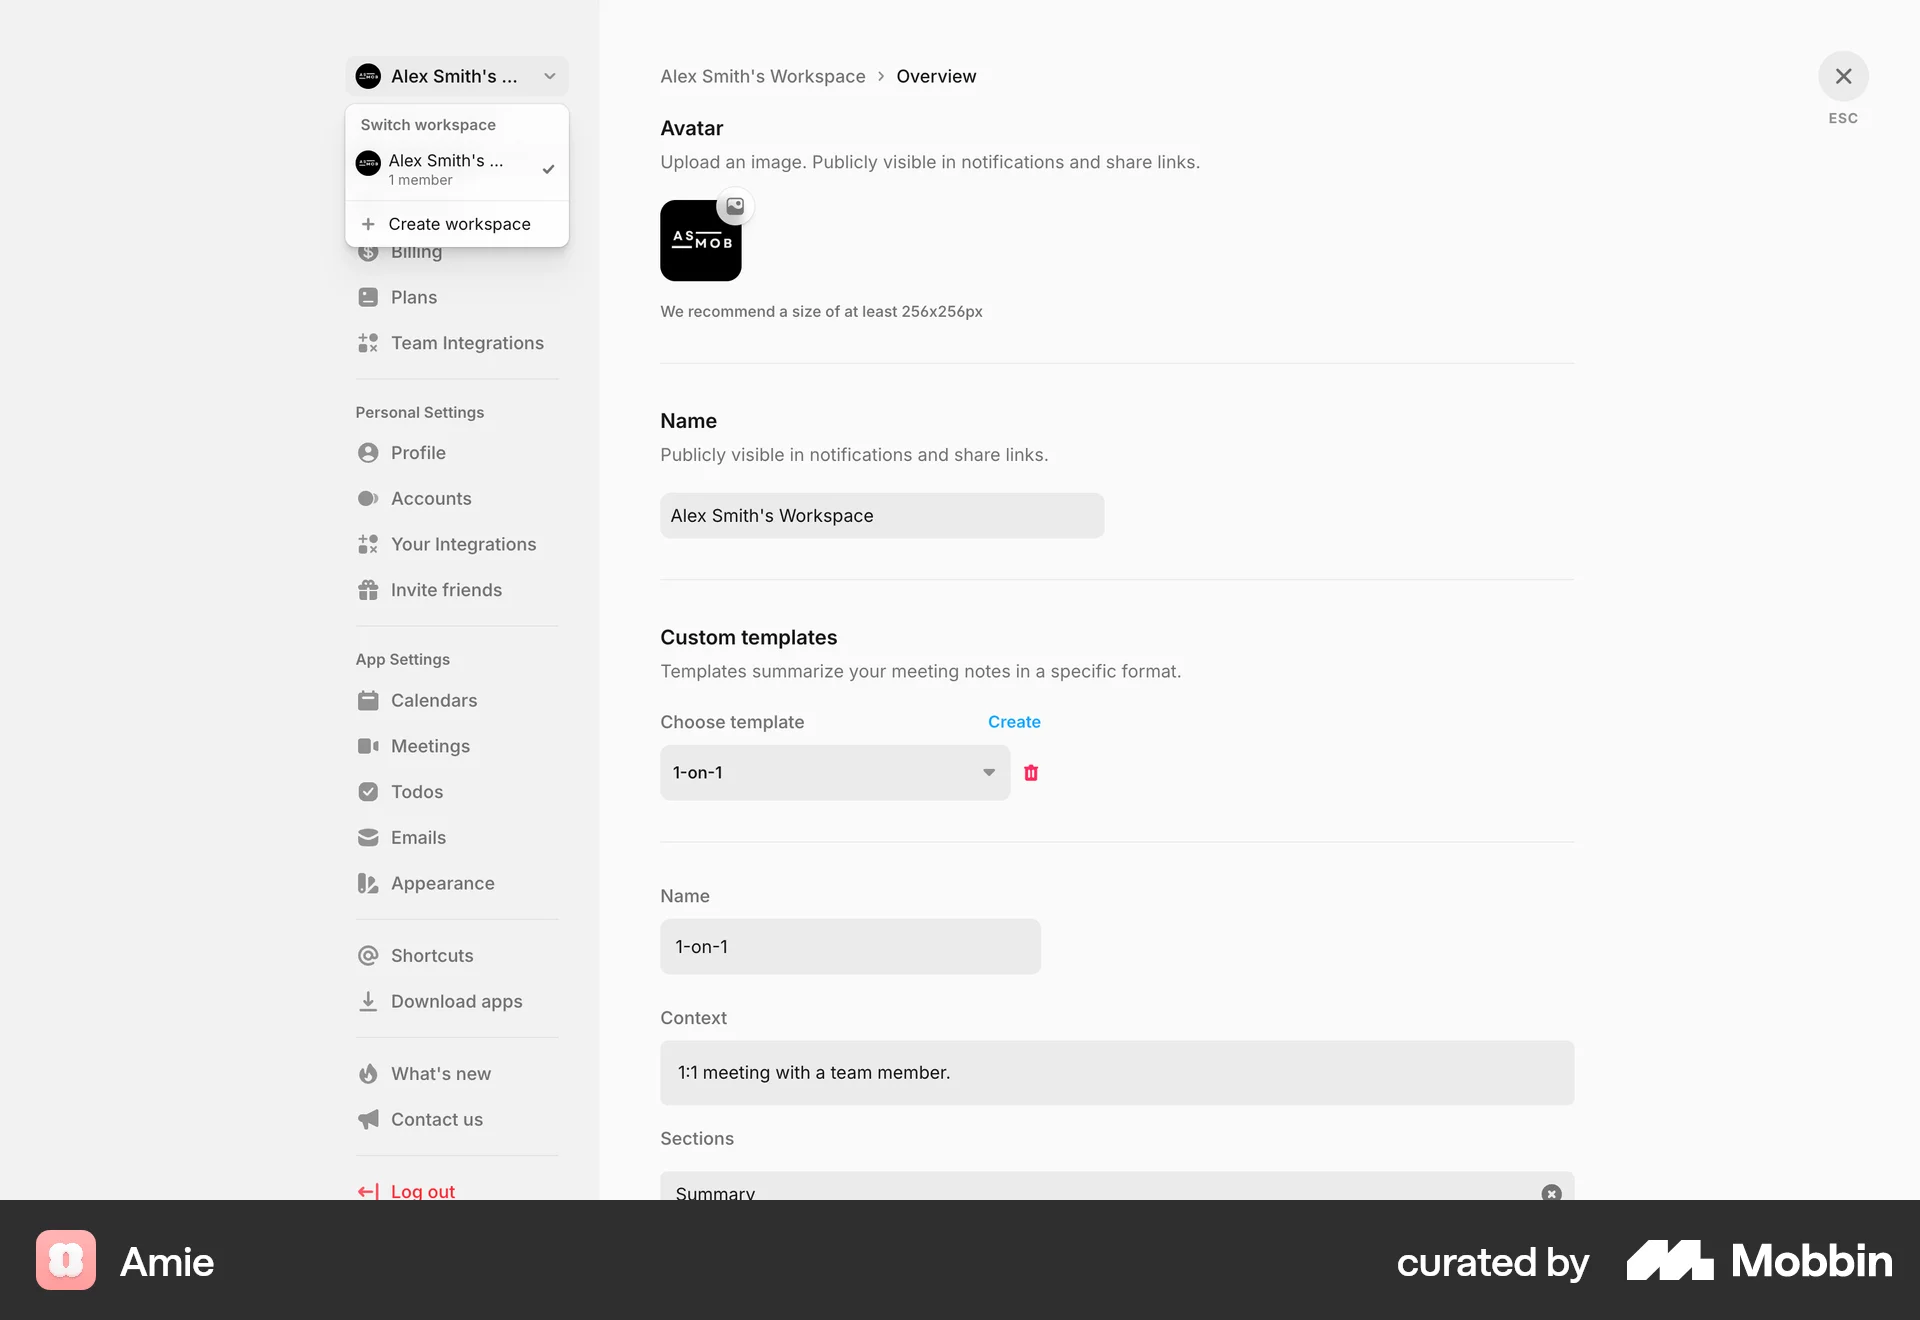 Alex Smith's ...
Switch workspace
Alex Smith's ...
1 member
Create workspace
Billing
Plans
Team Integrations
Personal Settings
Profile
Accounts
Your Integrations
Invite friends
App Settings
Calendars
Meetings
Todos
Emails
Appearance
Shortcuts
Download apps
What's new
Contact us
Log out
Alex Smith's Workspace > Overview
ESC
Avatar
Upload an image. Publicly visible in notifications and share links.
AS
MOB
We recommend a size of at least 256x256px
Name
Publicly visible in notifications and share links.
Alex Smith's Workspace
Custom templates
Templates summarize your meeting notes in a specific format.
Choose template
Create
1-on-1
Name
1-on-1
Context
1:1 meeting with a team member.
Sections
Summary
Amie
curated by Mobbin